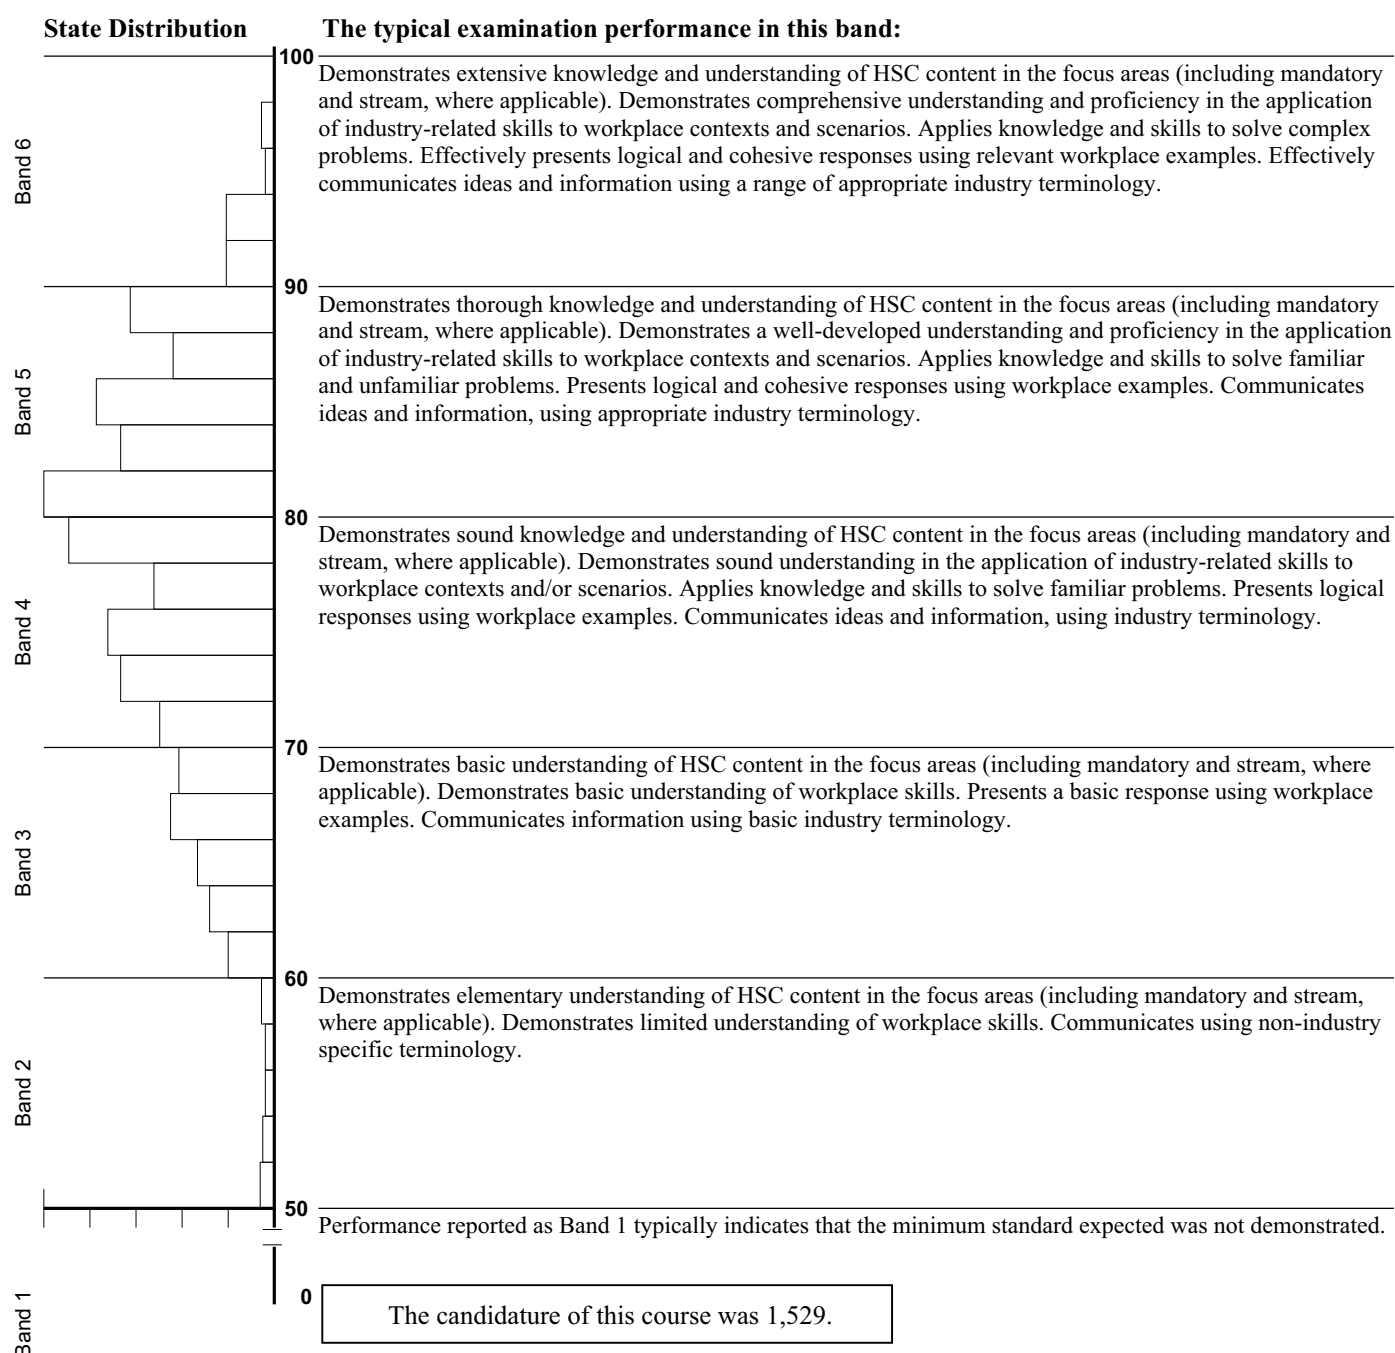 State Distribution
The typical examination performance in this band:
100
Demonstrates extensive knowledge and understanding of HSC content in the focus areas (including mandatory
and stream, where applicable). Demonstrates comprehensive understanding and proficiency in the application
of industry-related skills to workplace contexts and scenarios. Applies knowledge and skills to solve complex
problems. Effectively presents logical and cohesive responses using relevant workplace examples. Effectively
communicates ideas and information using a range of appropriate industry terminology.
Band 6
90
Demonstrates thorough knowledge and understanding of HSC content in the focus areas (including mandatory
and stream, where applicable). Demonstrates a well-developed understanding and proficiency in the application
of industry-related skills to workplace contexts and scenarios. Applies knowledge and skills to solve familiar
and unfamiliar problems. Presents logical and cohesive responses using workplace examples. Communicates
ideas and information, using appropriate industry terminology.
Band 5
80
Demonstrates sound knowledge and understanding of HSC content in the focus areas (including mandatory and
stream, where applicable). Demonstrates sound understanding in the application of industry-related skills to
workplace contexts and/or scenarios. Applies knowledge and skills to solve familiar problems. Presents logical
responses using workplace examples. Communicates ideas and information, using industry terminology.
Band 4
70
Demonstrates basic understanding of HSC content in the focus areas (including mandatory and stream, where
applicable). Demonstrates basic understanding of workplace skills. Presents a basic response using workplace
examples. Communicates information using basic industry terminology.
Band 3
60
Demonstrates elementary understanding of HSC content in the focus areas (including mandatory and stream,
where applicable). Demonstrates limited understanding of workplace skills. Communicates using non-industry
specific terminology.
Band 2
50
Performance reported as Band 1 typically indicates that the minimum standard expected was not demonstrated.
0
Band 1
The candidature of this course was 1,529.